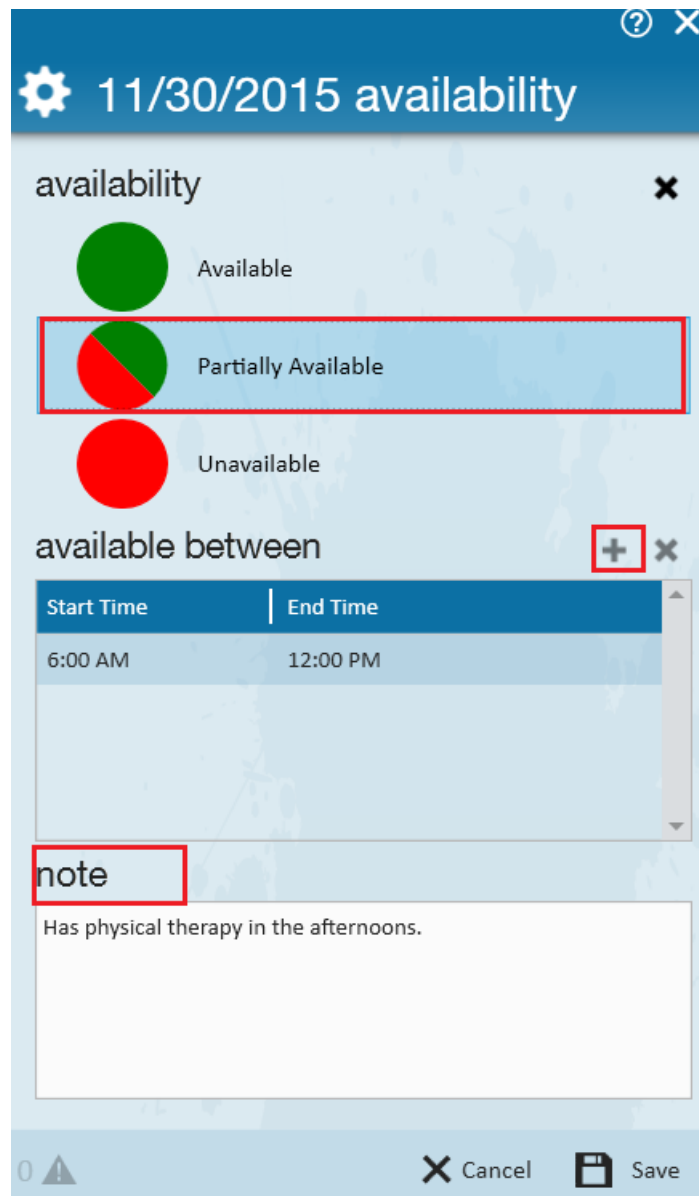 11/30/2015 availability
availability
Available
Partially Available
Unavailable
available between
Start Time End Time
6:00 AM 12:00 PM
note
Has physical therapy in the afternoons.
0 Cancel Save